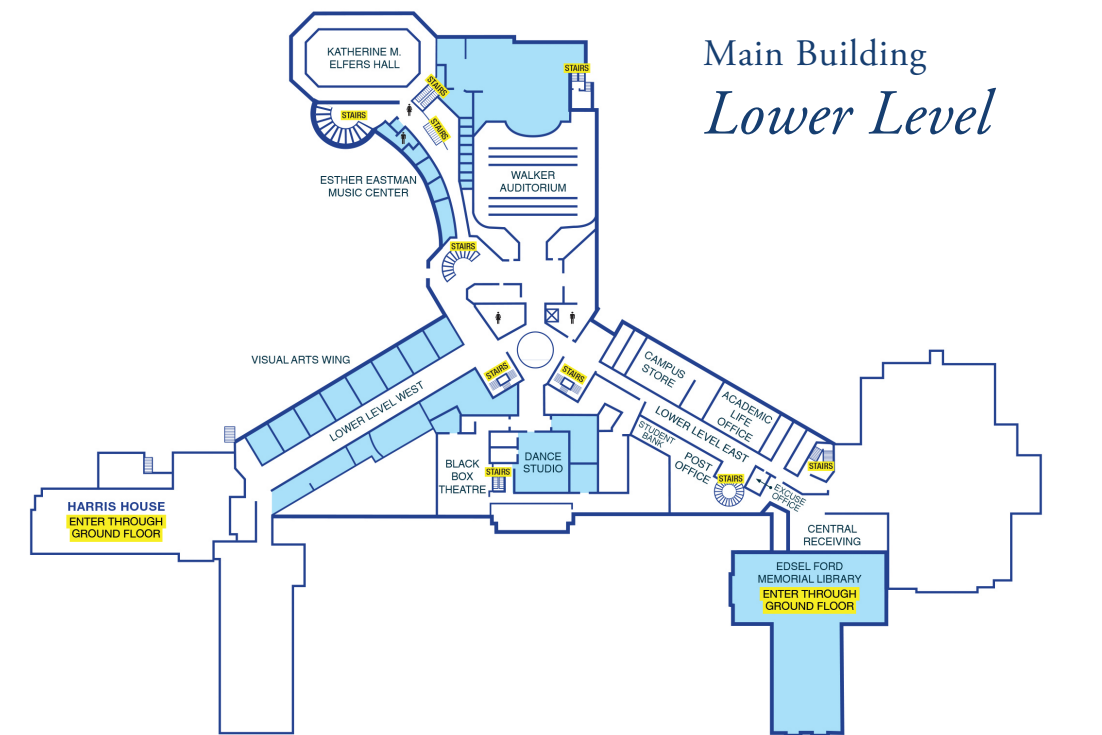 Main Building
Lower Level
KATHERINE M.
ELFERS HALL
STAIRS
STAIRS
STAIRS
STAIRS
WALKER
AUDITORIUM
ESTHER EASTMAN
MUSIC CENTER
STAIRS
VISUAL ARTS WING
LOWER LEVEL WEST
STAIRS
STAIRS
CAMPUS
STORE
ACADEMIC
LIFE
OFFICE
LOWER LEVEL EAST
STUDENT
BANK
POST
OFFICE
STAIRS
STAIRS
EXCUSE
OFFICE
BLACK
BOX
THEATRE
STAIRS
DANCE
STUDIO
HARRIS HOUSE
ENTER THROUGH
GROUND FLOOR
CENTRAL
RECEIVING
EDSEL FORD
MEMORIAL LIBRARY
ENTER THROUGH
GROUND FLOOR